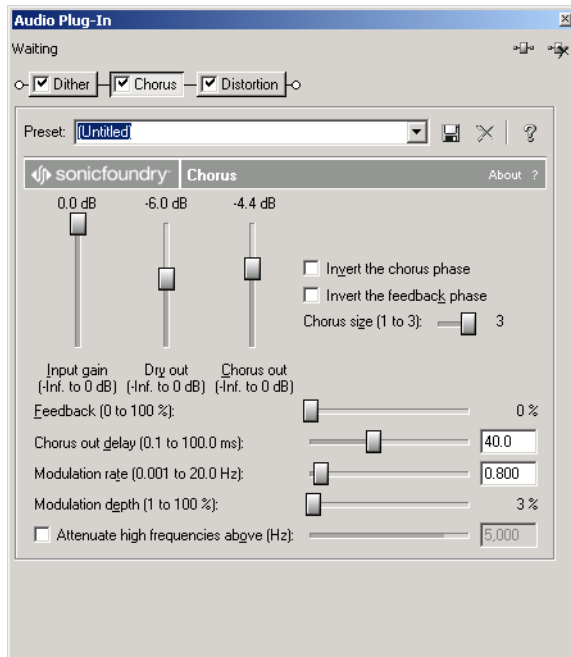 Audio Plug-In
Waiting
Dither Chorus Distortion
Preset: (Untitled)
sonicfoundry Chorus About ?
0.0 dB -6.0 dB -4.4 dB
Invert the chorus phase
Invert the feedback phase
Chorus size (1 to 3): 3
Input gain Dry out Chorus out
(-Inf. to 0 dB) (-Inf. to 0 dB) (-Inf. to 0 dB)
Feedback (0 to 100 %): 0 %
Chorus out delay (0.1 to 100.0 ms): 40.0
Modulation rate (0.001 to 20.0 Hz): 0.800
Modulation depth (1 to 100 %): 3 %
Attenuate high frequencies above (Hz): 5,000